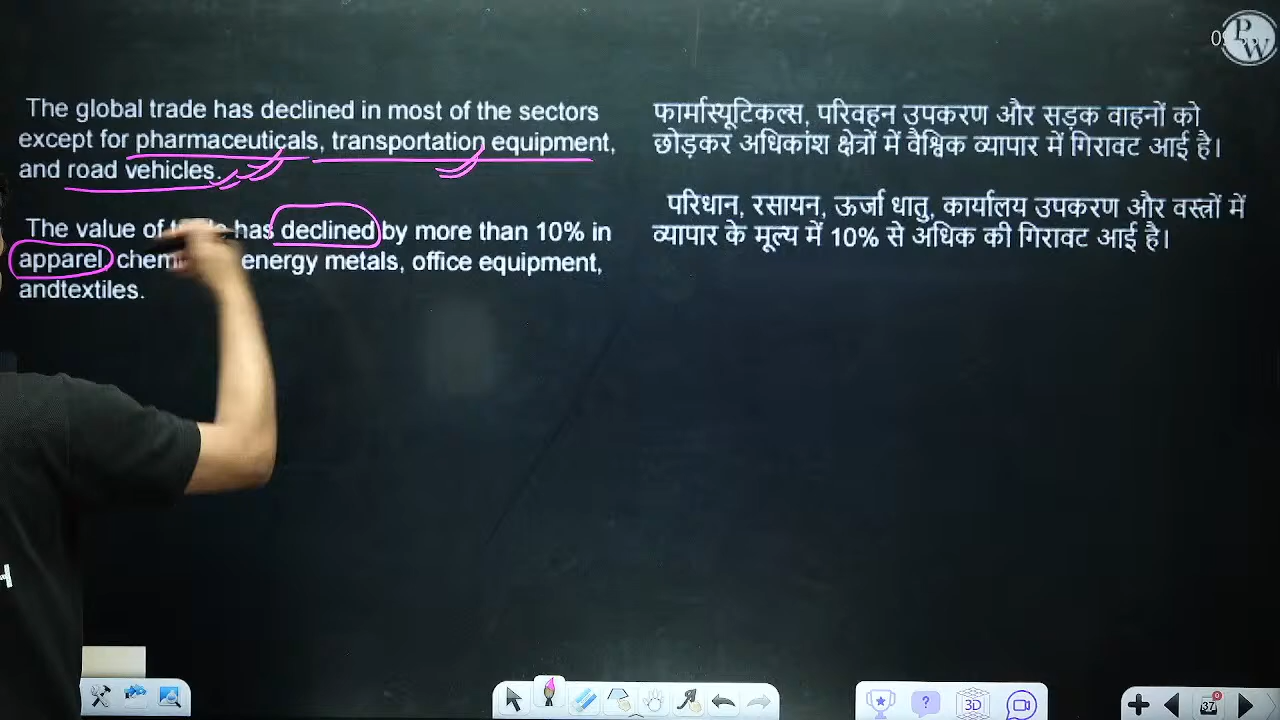 The global trade has declined in most of the sectors
except for pharmaceuticals, transportation equipment,
and road vehicles.
The value of has declined by more than 10% in
apparel energy metals, office equipment,
andtextiles.
फार्मास्यूटिकल्स, परिवहन उपकरण और सड़क वाहनों को
छोड़कर अधिकांश क्षेत्रों में वैश्विक व्यापार में गिरावट आई है।
परिधान, रसायन, ऊर्जा धातु, कार्यालय उपकरण और वस्त्रों में
व्यापार के मूल्य में 10% से अधिक की गिरावट आई है।
PW
?
3D
37